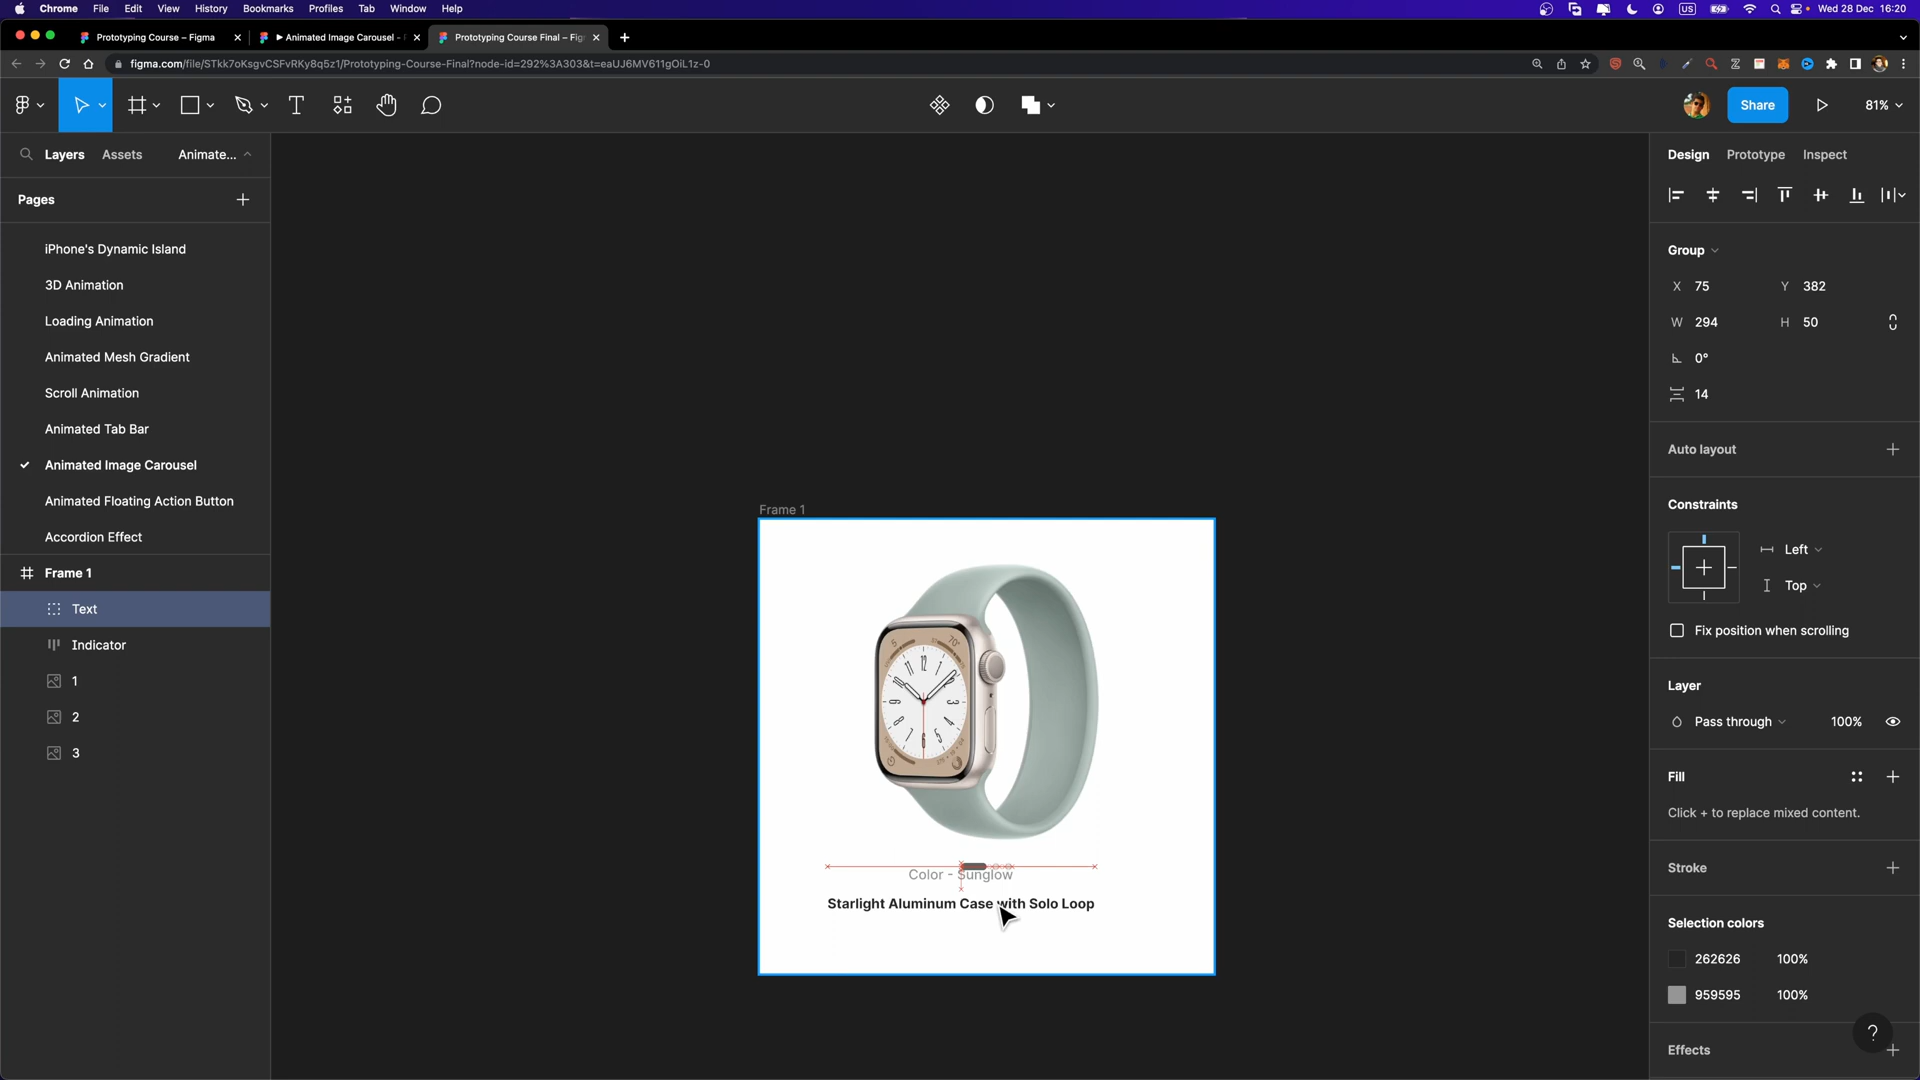 Chrome File Edit View History Bookmarks Profiles Tab Window Help
US
Wed 28 Dec 16:20
Prototyping Course – Figma
Animated Image Carousel -
Prototyping Course Final – Fig
figma.com/file/STkk7oKsgvCSFvRKy8q5z1/Prototyping-Course-Final?node-id=292%3A303&t=eaUJ6MV611gOiL1z-0
Share
81%
Layers
Assets
Animate...
Pages
iPhone's Dynamic Island
3D Animation
Loading Animation
Animated Mesh Gradient
Scroll Animation
Animated Tab Bar
Animated Image Carousel
Animated Floating Action Button
Accordion Effect
Frame 1
Text
Indicator
1
2
3
Frame 1
Color - Sunglow
Starlight Aluminum Case with Solo Loop
Design
Prototype
Inspect
Group
X 75
Y 382
W 294
H 50
0°
14
Auto layout
Constraints
Left
Top
Fix position when scrolling
Layer
Pass through
100%
Fill
Click + to replace mixed content.
Stroke
Selection colors
262626 100%
959595 100%
Effects
?